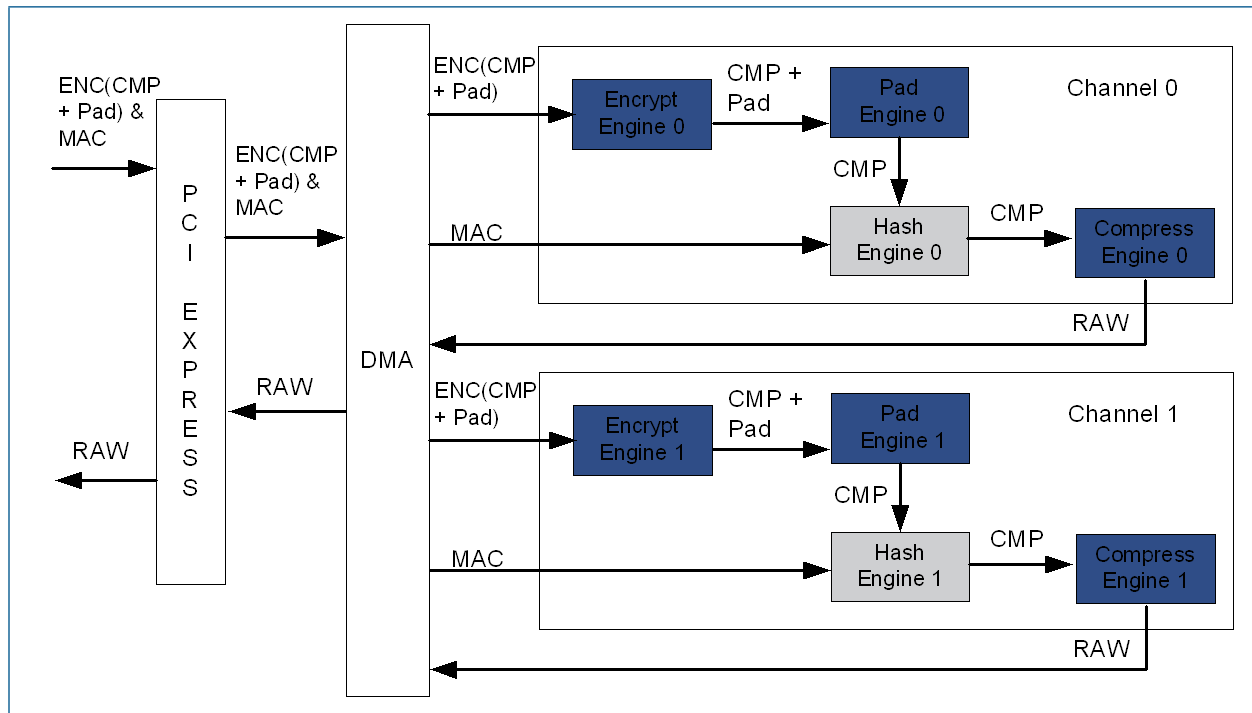 ENC(CMP
+ Pad) &
MAC
PCI EXPRESS
RAW
ENC(CMP
+ Pad) &
MAC
RAW
DMA
ENC(CMP
+ Pad)
Encrypt
Engine 0
CMP +
Pad
Pad
Engine 0
Channel 0
CMP
MAC
Hash
Engine 0
CMP
Compress
Engine 0
RAW
ENC(CMP
+ Pad)
Encrypt
Engine 1
CMP +
Pad
Pad
Engine 1
Channel 1
CMP
MAC
Hash
Engine 1
CMP
Compress
Engine 1
RAW